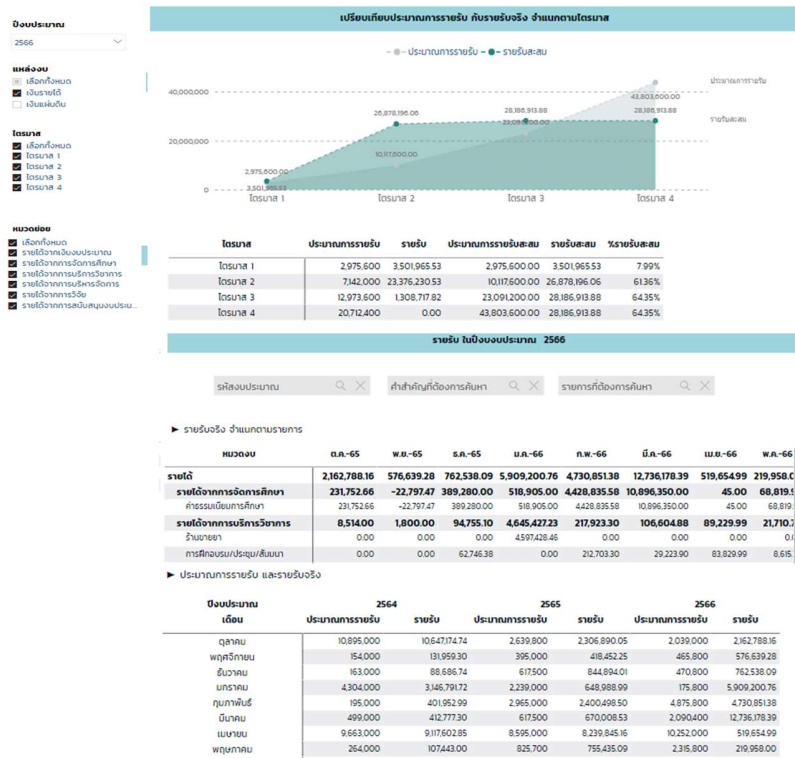 ปีงบประมาณ
2566
แหล่งงบ
เลือกทั้งหมด
เงินรายได้
เงินแผ่นดิน
ไตรมาส
เลือกทั้งหมด
ไตรมาส 1
ไตรมาส 2
ไตรมาส 3
ไตรมาส 4
หมวดย่อย
เลือกทั้งหมด
รายได้จากเงินงบประมาณ
รายได้จากการจัดการศึกษา
รายได้จากการบริการวิชาการ
รายได้จากการบริหารจัดการ
รายได้จากการวิจัย
รายได้จากการสนับสนุนงบประม...
เปรียบเทียบประมาณการรายรับ กับรายรับจริง จำแนกตามไตรมาส
ประมาณการรายรับ รายรับสะสม
40,000,000
20,000,000
0
2,975,600.00
3,501,965.53
26,878,196.06
10,117,600.00
28,186,913.88
23,091,200.00
43,803,600.00
28,186,913.88
ประมาณการรายรับ
รายรับสะสม
ไตรมาส 1 ไตรมาส 2 ไตรมาส 3 ไตรมาส 4
ไตรมาส ประมาณการรายรับ รายรับ ประมาณการรายรับสะสม รายรับสะสม %รายรับสะสม
ไตรมาส 1 2,975,600 3,501,965.53 2,975,600.00 3,501,965.53 7.99%
ไตรมาส 2 7,142,000 23,376,230.53 10,117,600.00 26,878,196.06 61.36%
ไตรมาส 3 12,973,600 1,308,717.82 23,091,200.00 28,186,913.88 64.35%
ไตรมาส 4 20,712,400 0.00 43,803,600.00 28,186,913.88 64.35%
รายรับ ในปีงบงบประมาณ 2566
รหัสงบประมาณ คำสำคัญที่ต้องการค้นหา รายการที่ต้องการค้นหา
► รายรับจริง จำแนกตามรายการ
หมวดงบ ต.ค.-65 พ.ย.-65 ธ.ค.-65 ม.ค.-66 ก.พ.-66 มี.ค.-66 เม.ย.-66 พ.ค.-66
รายได้ 2,162,788.16 576,639.28 762,538.09 5,909,200.76 4,730,851.38 12,736,178.39 519,654.99 219,958.0
รายได้จากการจัดการศึกษา 231,752.66 -22,797.47 389,280.00 518,905.00 4,428,835.58 10,896,350.00 45.00 68,819.9
ค่าธรรมเนียมการศึกษา 231,752.66 -22,797.47 389,280.00 518,905.00 4,428,835.58 10,896,350.00 45.00 68,819.
รายได้จากการบริการวิชาการ 8,514.00 1,800.00 94,755.10 4,645,427.23 217,923.30 106,604.88 89,229.99 21,710.7
ร้านขายยา 0.00 0.00 0.00 4,597,428.46 0.00 0.00 0.00 0.0
การฝึกอบรม/ประชุม/สัมมนา 0.00 0.00 62,746.38 0.00 212,703.30 29,223.90 83,829.99 8,615.
► ประมาณการรายรับ และรายรับจริง
ปีงบประมาณ 2564 2565 2566
เดือน ประมาณการรายรับ รายรับ ประมาณการรายรับ รายรับ ประมาณการรายรับ รายรับ
ตุลาคม 10,895,000 10,647,174.74 2,639,800 2,306,890.05 2,039,000 2,162,788.16
พฤศจิกายน 154,000 131,959.30 395,000 418,452.25 465,800 576,639.28
ธันวาคม 163,000 88,686.74 617,500 844,894.01 470,800 762,538.09
มกราคม 4,304,000 3,146,791.72 2,239,000 648,988.99 175,800 5,909,200.76
กุมภาพันธ์ 195,000 401,952.99 2,965,000 2,400,498.50 4,875,800 4,730,851.38
มีนาคม 499,000 412,777.30 617,500 670,008.53 2,090,400 12,736,178.39
เมษายน 9,663,000 9,117,602.85 8,595,000 8,239,845.16 10,252,000 519,654.99
พฤษภาคม 264,000 107,443.00 825,700 755,435.09 2,315,800 219,958.00